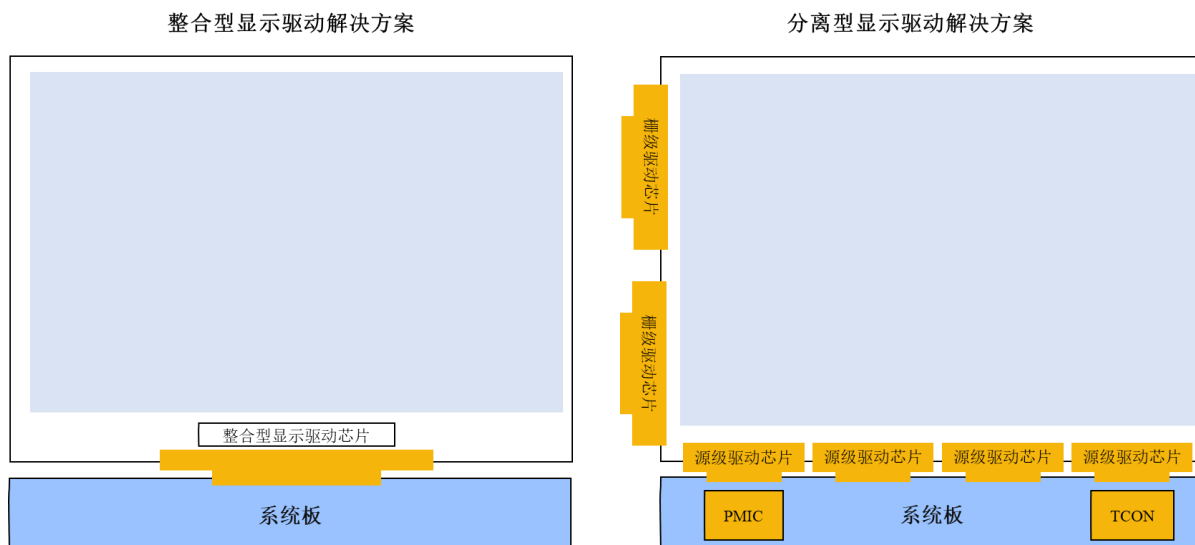 整合型显示驱动解决方案
分离型显示驱动解决方案
整合型显示驱动芯片
系统板
栅级驱动芯片
栅级驱动芯片
源级驱动芯片
源级驱动芯片
源级驱动芯片
源级驱动芯片
PMIC
系统板
TCON